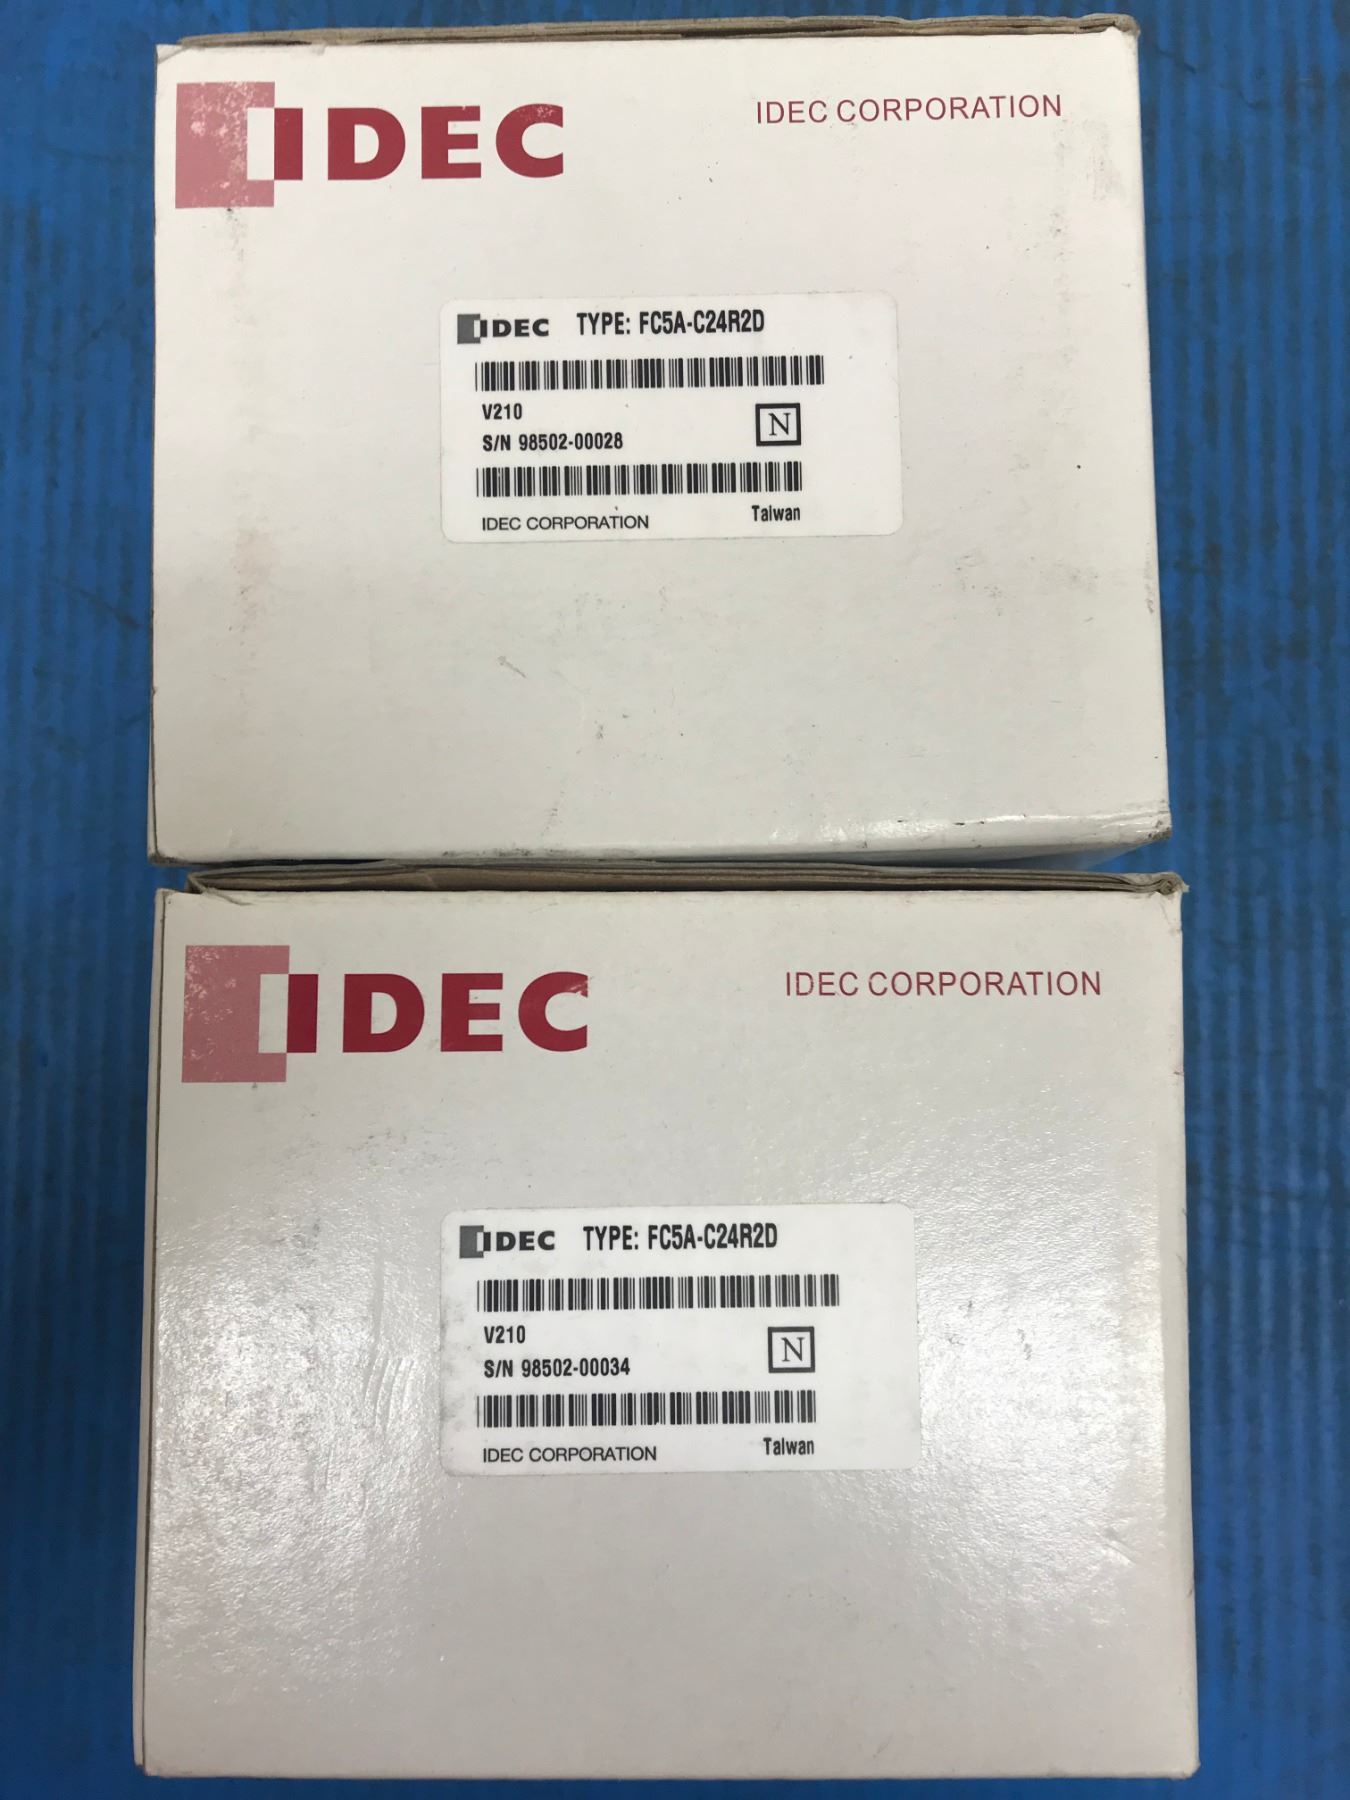 IDEC
IDEC CORPORATION
IDEC TYPE: FC5A-C24R2D
V210
N
S/N 98502-00028
IDEC CORPORATION
Taiwan
IDEC
IDEC CORPORATION
IDEC TYPE: FC5A-C24R2D
V210
N
S/N 98502-00034
IDEC CORPORATION
Taiwan